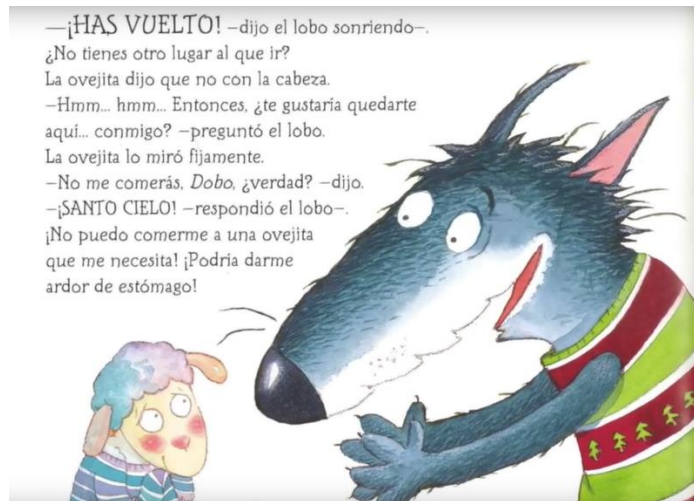 —¡HAS VUELTO! –dijo el lobo sonriendo–.
¿No tienes otro lugar al que ir?
La ovejita dijo que no con la cabeza.
–Hmm... hmm... Entonces, ¿te gustaría quedarte
aquí... conmigo? –preguntó el lobo.
La ovejita lo miró fijamente.
–No me comerás, Dobo, ¿verdad? –dijo.
–¡SANTO CIELO! –respondió el lobo–.
¡No puedo comerme a una ovejita
que me necesita! ¡Podría darme
ardor de estómago!